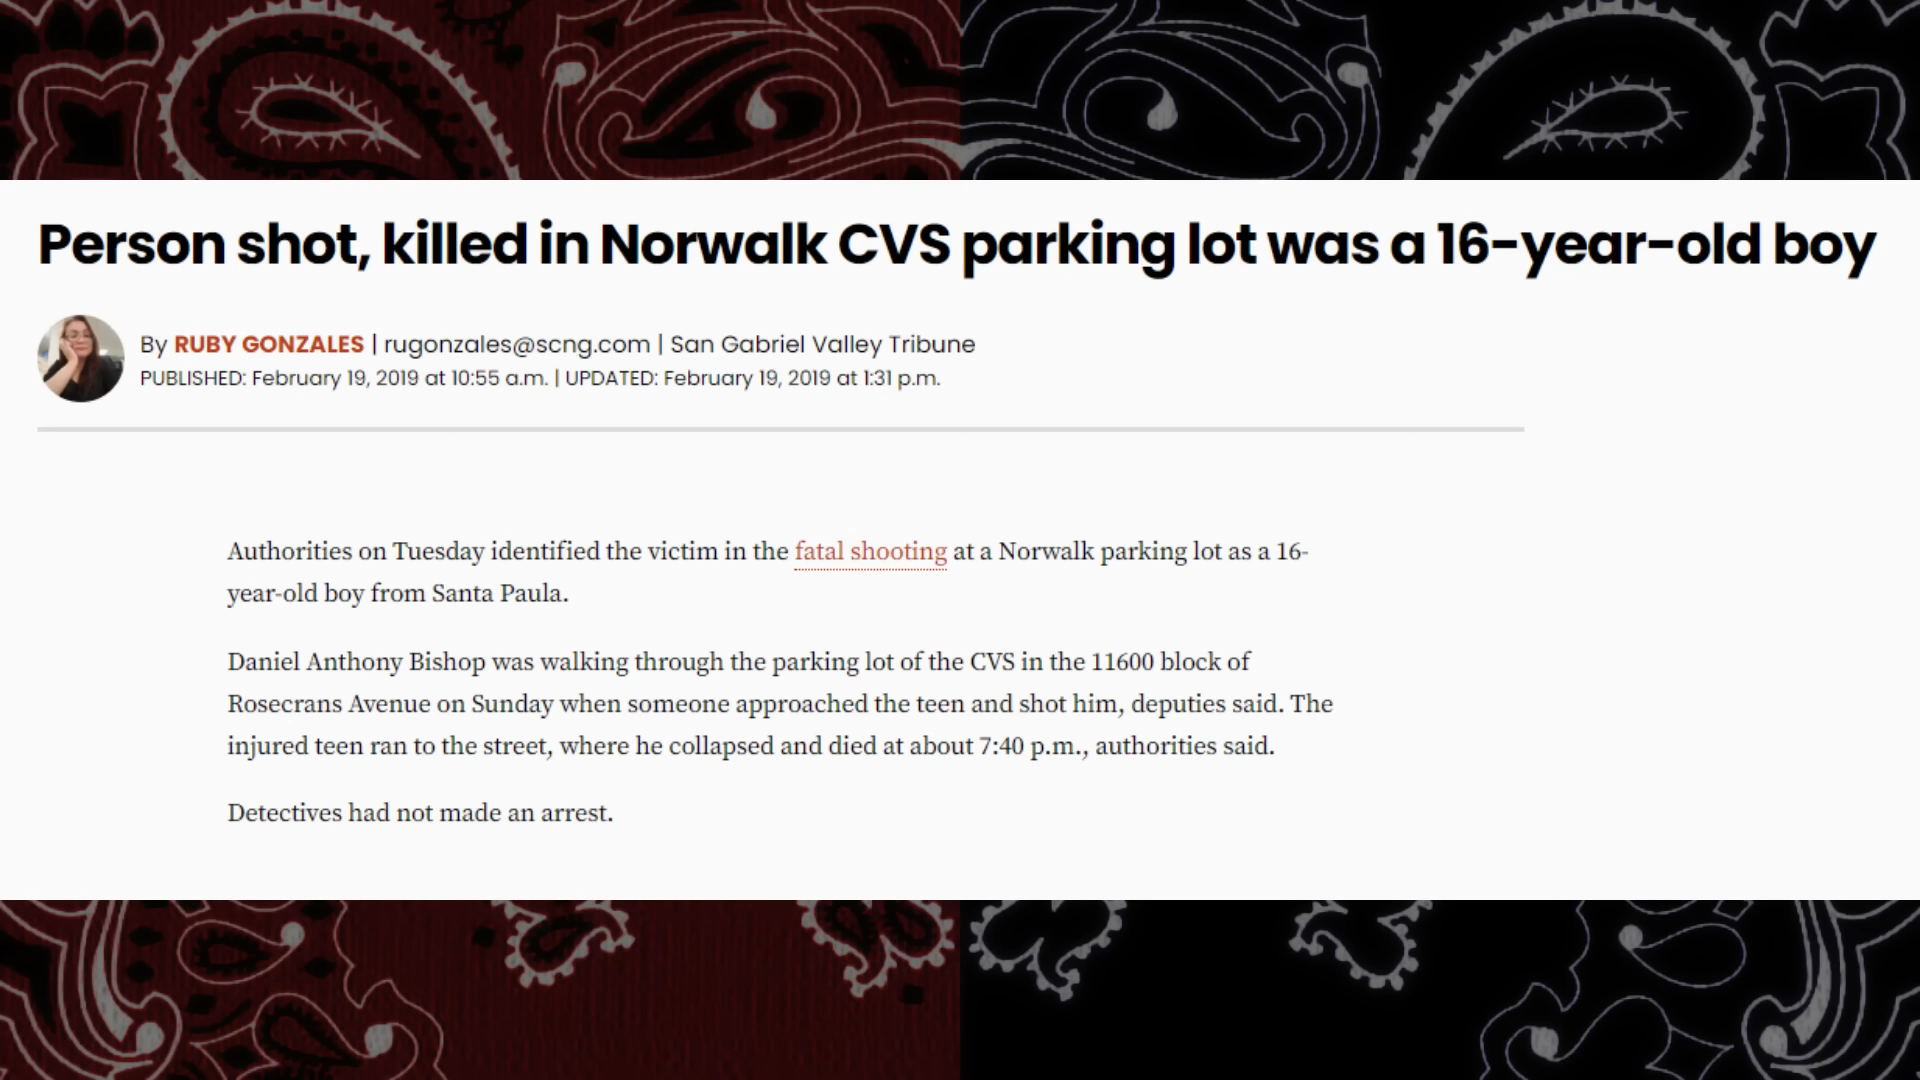 Person shot, killed in Norwalk CVS parking lot was a 16-year-old boy
By RUBY GONZALES | rugonzales@scng.com | San Gabriel Valley Tribune
PUBLISHED: February 19, 2019 at 10:55 a.m. | UPDATED: February 19, 2019 at 1:31 p.m.
Authorities on Tuesday identified the victim in the fatal shooting at a Norwalk parking lot as a 16-
year-old boy from Santa Paula.
Daniel Anthony Bishop was walking through the parking lot of the CVS in the 11600 block of
Rosecrans Avenue on Sunday when someone approached the teen and shot him, deputies said. The
injured teen ran to the street, where he collapsed and died at about 7:40 p.m., authorities said.
Detectives had not made an arrest.